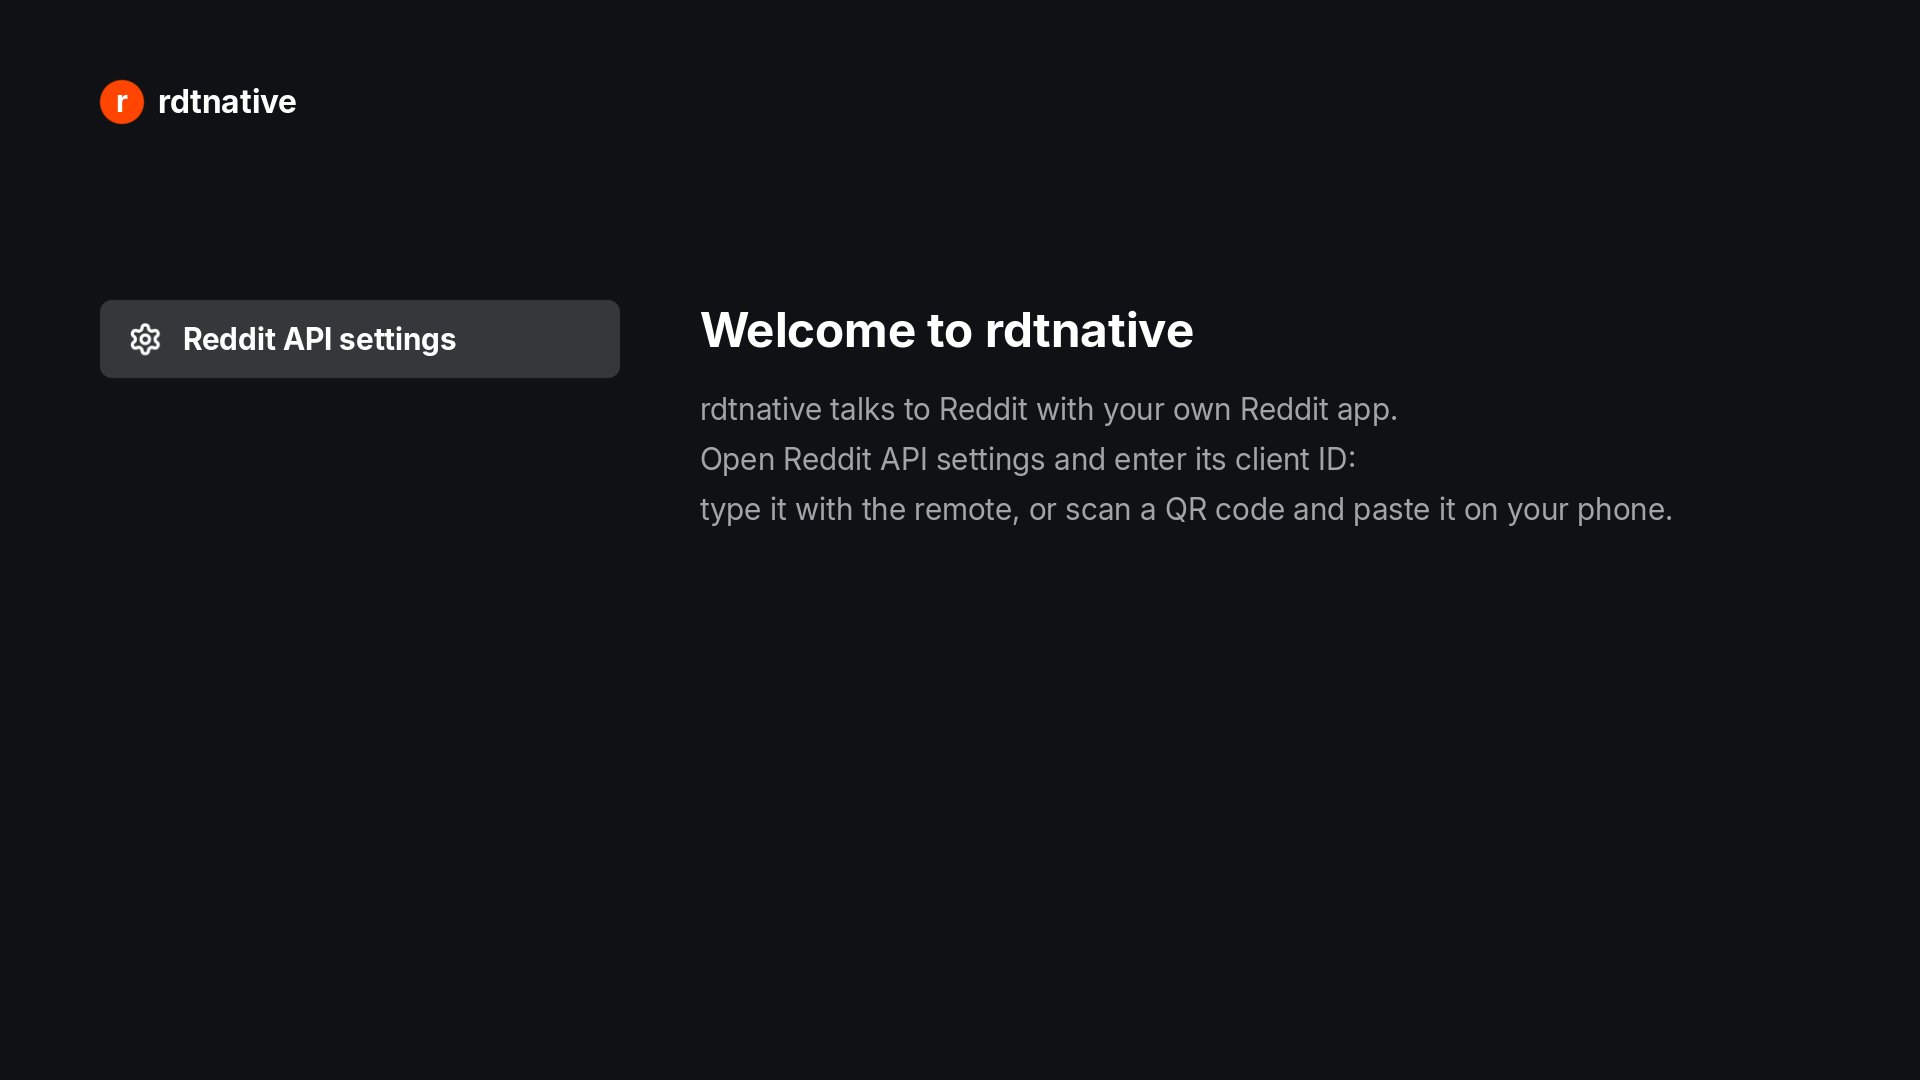 r rdtnative
Reddit API settings
Welcome to rdtnative
rdtnative talks to Reddit with your own Reddit app.
Open Reddit API settings and enter its client ID:
type it with the remote, or scan a QR code and paste it on your phone.